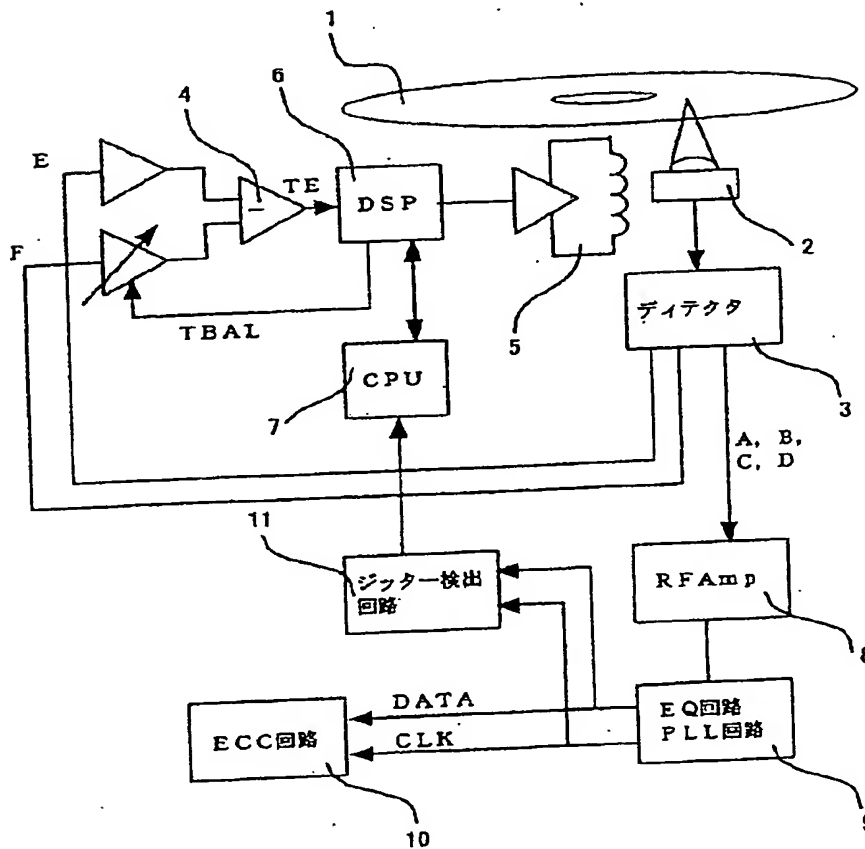 1
6
4
E
TE
DSP
F
2
ディテクタ
TBAL
5
CPU
3
7
A, B,
C, D
11
ジッター検出
回路
RFAmp
8
DATA
EQ回路
PLL回路
ECC回路
CLK
9
10